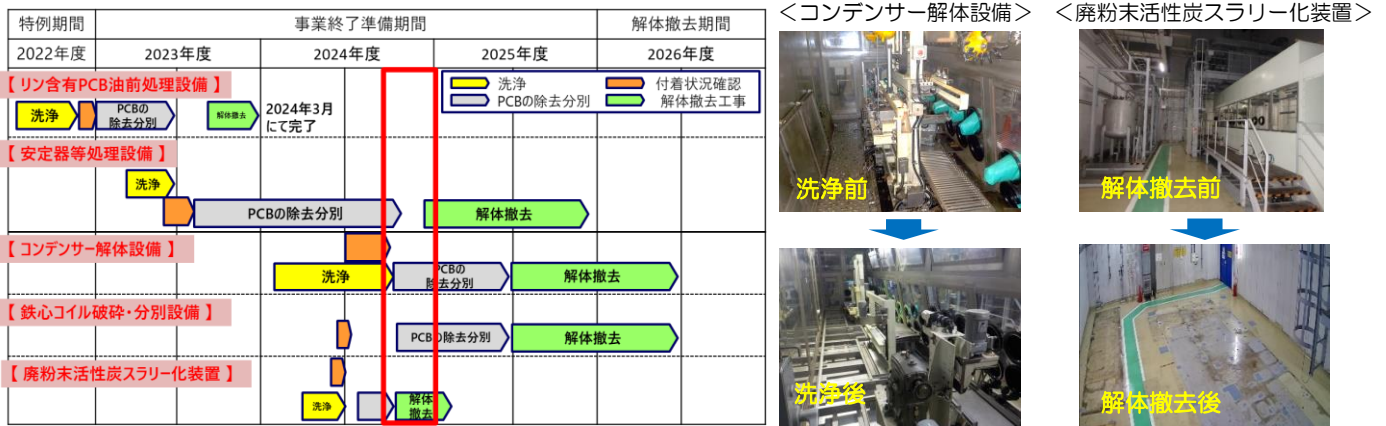 特例期間 事業終了準備期間 解体撤去期間
2022年度 2023年度 2024年度 2025年度 2026年度
洗浄 付着状況確認
PCBの除去分別 解体撤去工事
【 リン含有PCB油前処理設備 】
洗浄
PCBの
除去分別
解体撤去
2024年3月
にて完了
【 安定器等処理設備 】
洗浄
PCBの除去分別
解体撤去
【 コンデンサー解体設備 】
洗浄
PCBの
除去分別
解体撤去
【 鉄心コイル破砕・分別設備 】
PCBの除去分別
解体撤去
【 廃粉末活性炭スラリー化装置 】
洗浄
解体
撤去
＜コンデンサー解体設備＞
洗浄前
洗浄後
＜廃粉末活性炭スラリー化装置＞
解体撤去前
解体撤去後